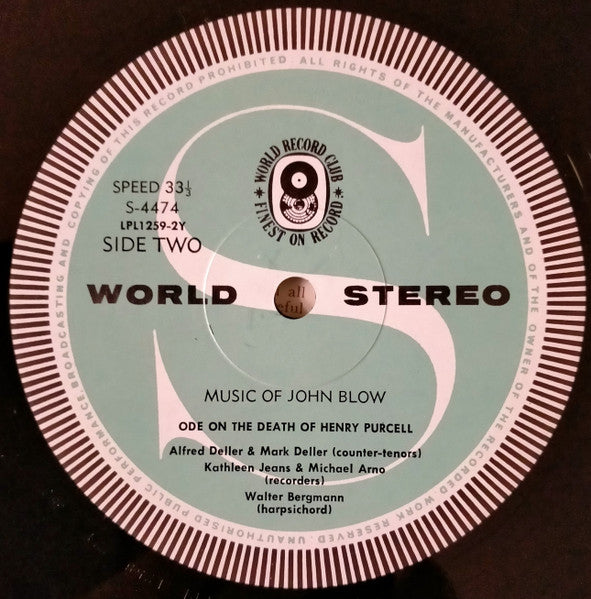 UNAUTHORISED PUBLIC PERFORMANCE BROADCASTING AND COPYING OF THIS RECORD PROHIBITED. ALL RIGHTS OF THE MANUFACTURERS AND OF THE OWNER OF THE RECORDED WORK RESERVED.
WORLD RECORD CLUB
FINEST ON RECORD
SPEED 33⅓
S-4474
LPL1259-2Y
SIDE TWO
S
WORLD STEREO
all
eful
MUSIC OF JOHN BLOW
ODE ON THE DEATH OF HENRY PURCELL
Alfred Deller & Mark Deller (counter-tenors)
Kathleen Jeans & Michael Arno
(recorders)
Walter Bergmann
(harpsichord)